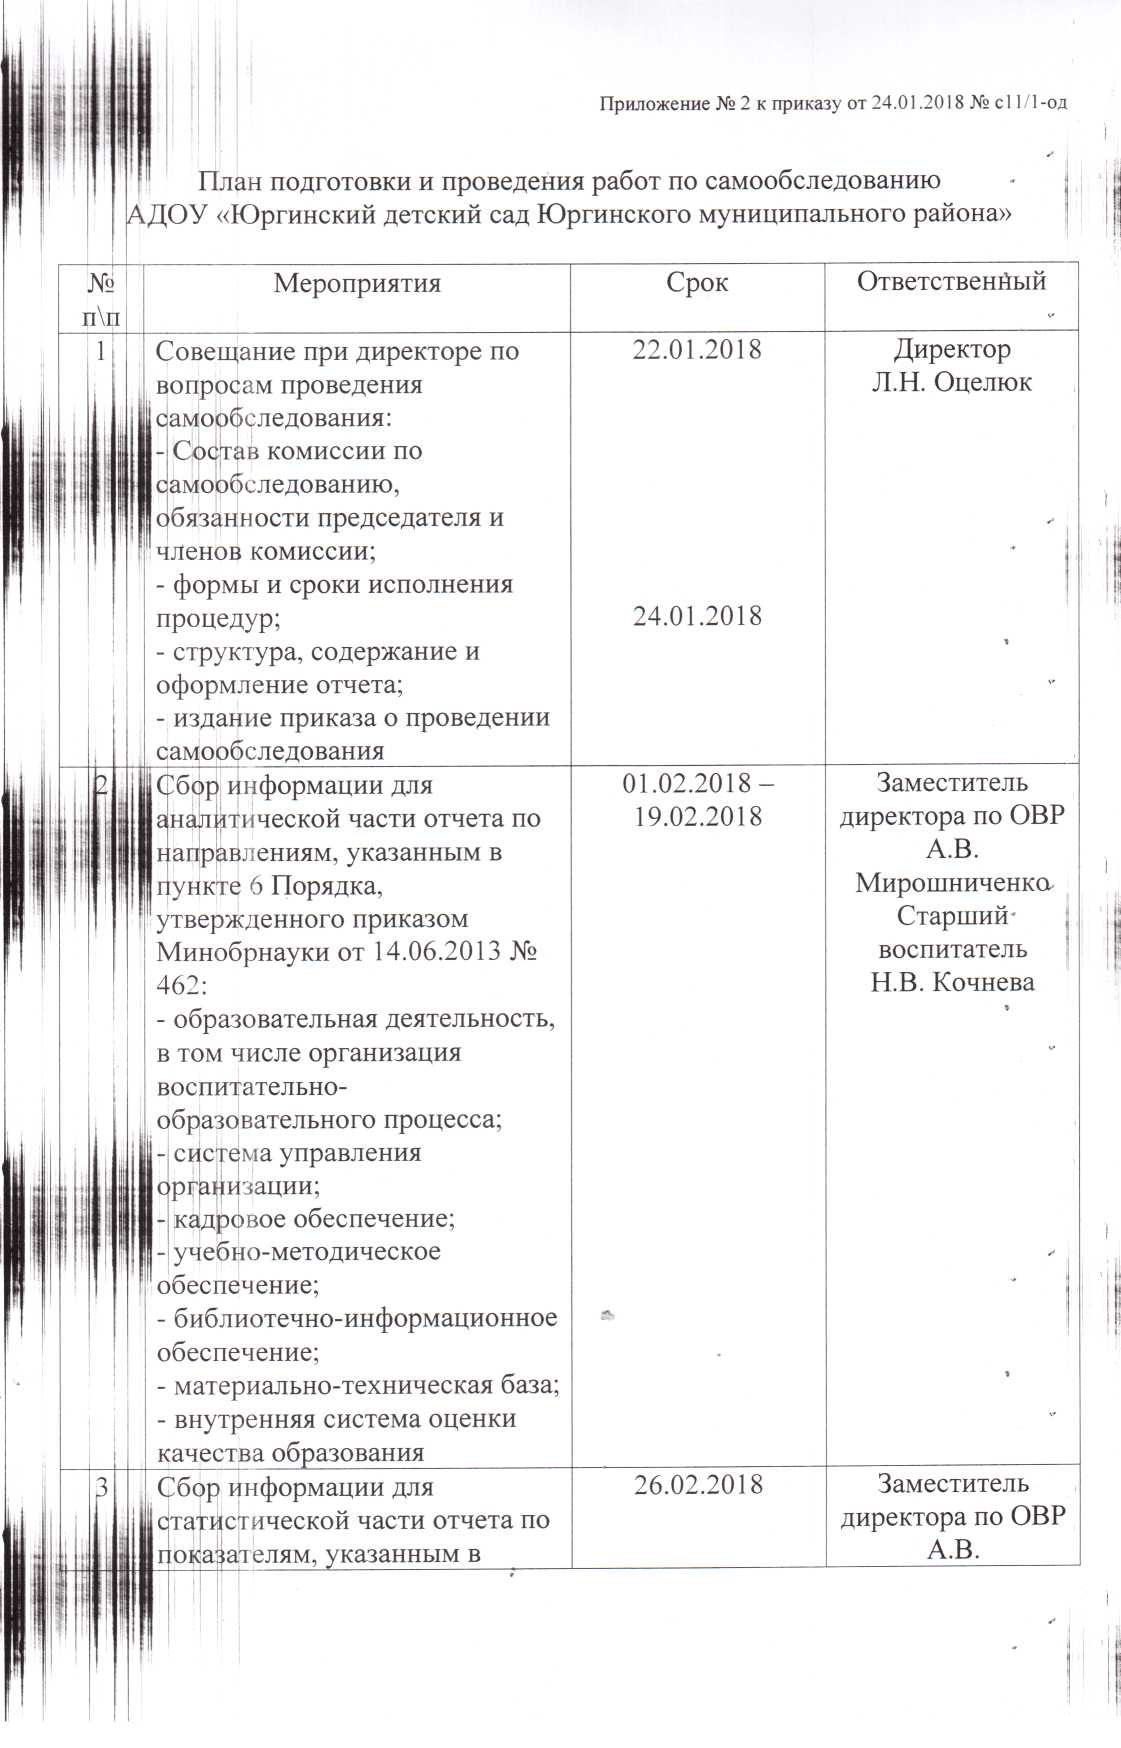 Приложение № 2 к приказу от 24.01.2018 № с11/1-од
План подготовки и проведения работ по самообследованию
АДОУ «Юргинский детский сад Юргинского муниципального района»
№
п\п
Мероприятия
Срок
Ответственный
1
Совещание при директоре по
вопросам проведения
самообследования:
- Состав комиссии по
самообследованию,
обязанности председателя и
членов комиссии;
- формы и сроки исполнения
процедур;
- структура, содержание и
оформление отчета;
- издание приказа о проведении
самообследования
22.01.2018
24.01.2018
Директор
Л.Н. Оцелюк
2
Сбор информации для
аналитической части отчета по
направлениям, указанным в
пункте 6 Порядка,
утвержденного приказом
Минобрнауки от 14.06.2013 №
462:
- образовательная деятельность,
в том числе организация
воспитательно-
образовательного процесса;
- система управления
организации;
- кадровое обеспечение;
- учебно-методическое
обеспечение;
- библиотечно-информационное
обеспечение;
- материально-техническая база;
- внутренняя система оценки
качества образования
01.02.2018 –
19.02.2018
Заместитель
директора по ОВР
А.В.
Мирошниченко
Старший
воспитатель
Н.В. Кочнева
3
Сбор информации для
статистической части отчета по
показателям, указанным в
26.02.2018
Заместитель
директора по ОВР
А.В.